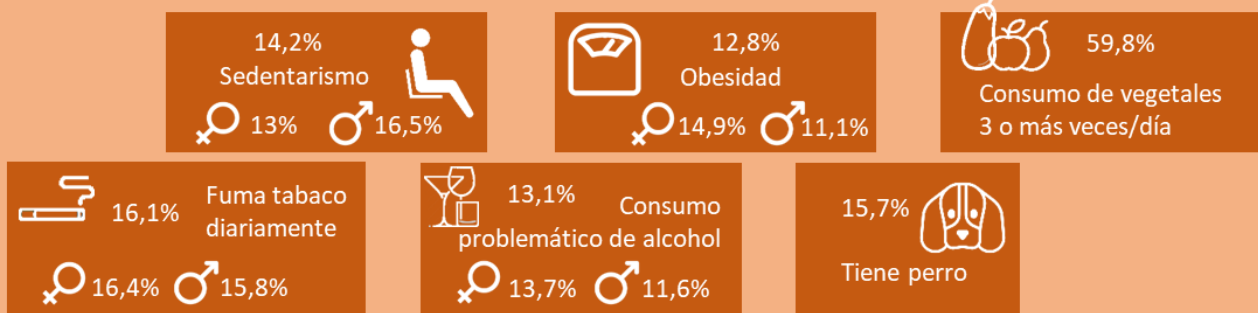 14,2%
Sedentarismo
13% 16,5%
12,8%
Obesidad
14,9% 11,1%
59,8%
Consumo de vegetales
3 o más veces/día
16,1%
Fuma tabaco
diariamente
16,4% 15,8%
13,1%
Consumo
problemático de alcohol
13,7% 11,6%
15,7%
Tiene perro